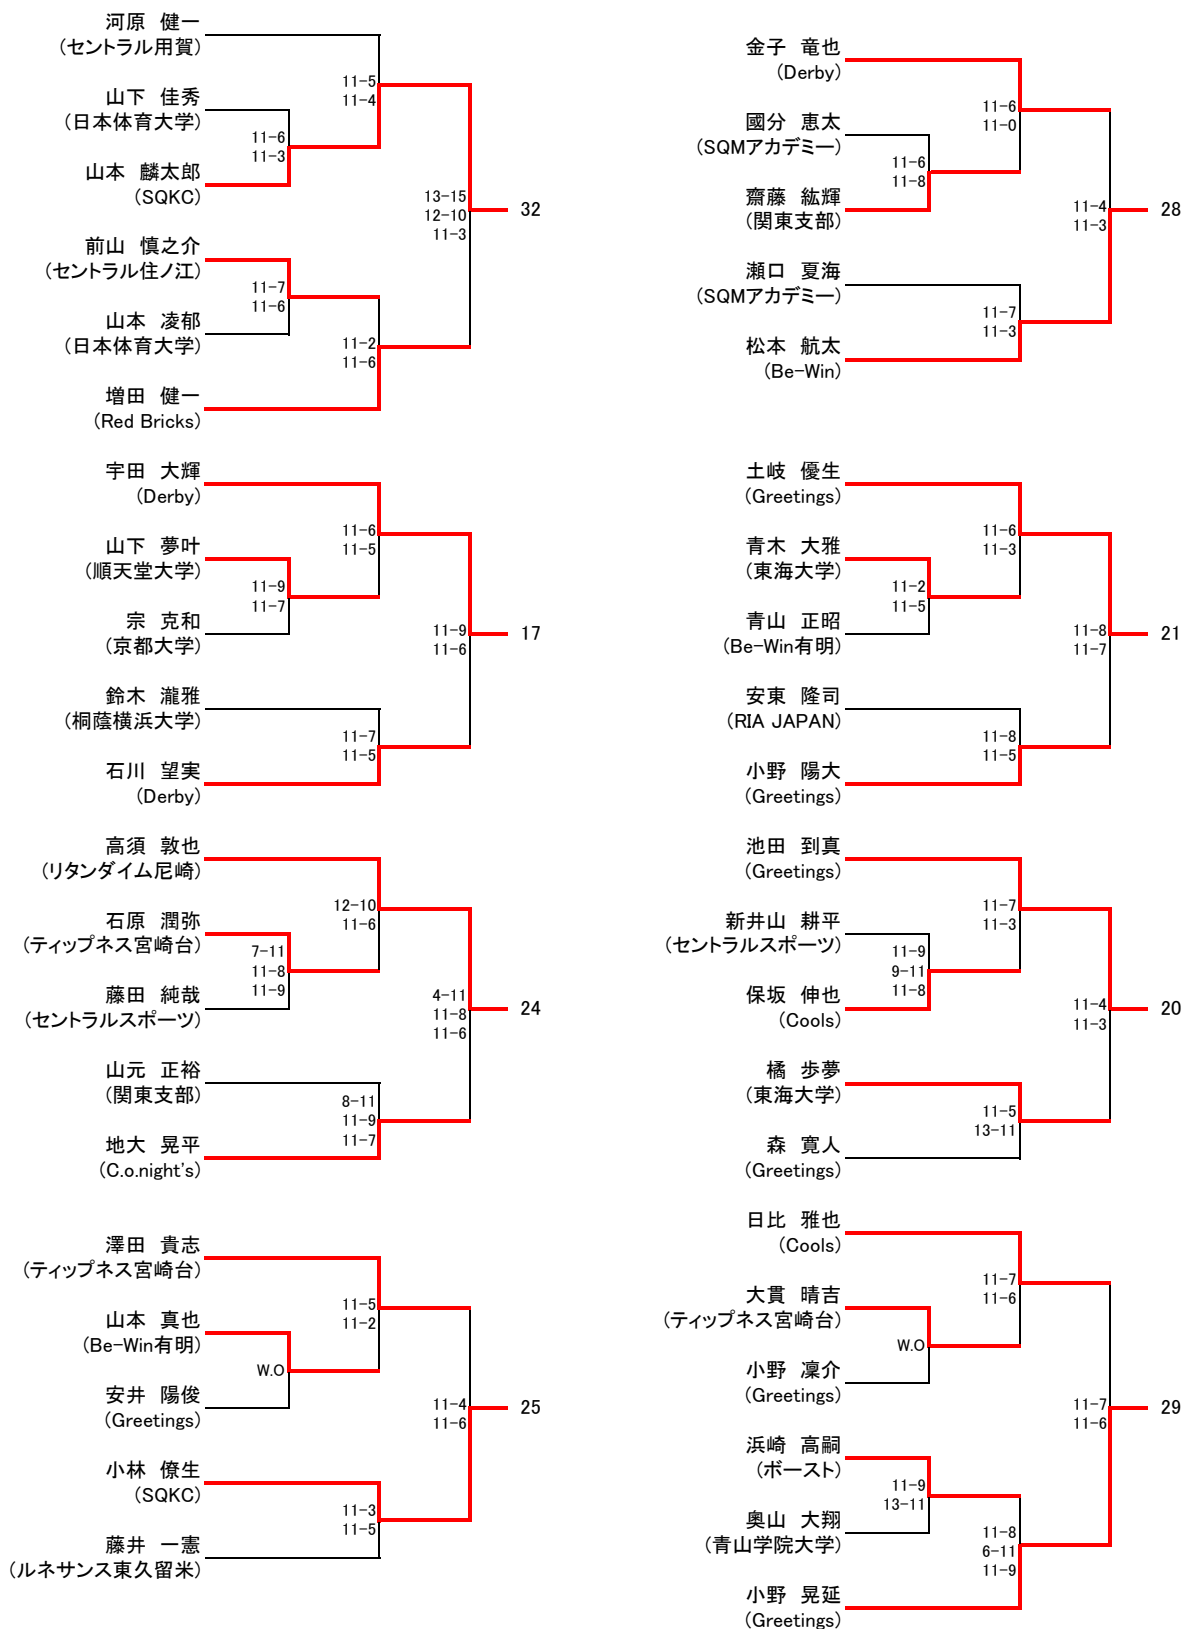 河原 健一
(セントラル用賀)
11-5
11-4
山下 佳秀
(日本体育大学)
11-6
11-3
山本 麟太郎
(SQKC)
13-15
12-10
11-3
32
前山 慎之介
(セントラル住ノ江)
11-7
11-6
山本 凌郁
(日本体育大学)
11-2
11-6
増田 健一
(Red Bricks)
宇田 大輝
(Derby)
11-6
11-5
山下 夢叶
(順天堂大学)
11-9
11-7
宗 克和
(京都大学)
11-9
11-6
17
鈴木 瀧雅
(桐蔭横浜大学)
11-7
11-5
石川 望実
(Derby)
高須 敦也
(リタンダイム尼崎)
12-10
11-6
石原 潤弥
(ティップネス宮崎台)
7-11
11-8
11-9
藤田 純哉
(セントラルスポーツ)
4-11
11-8
11-6
24
山元 正裕
(関東支部)
8-11
11-9
11-7
地大 晃平
(C.o.night's)
澤田 貴志
(ティップネス宮崎台)
11-5
11-2
山本 真也
(Be-Win有明)
W.O
安井 陽俊
(Greetings)
11-4
11-6
25
小林 僚生
(SQKC)
11-3
11-5
藤井 一憲
(ルネサンス東久留米)
金子 竜也
(Derby)
11-6
11-0
國分 恵太
(SQMアカデミー)
11-6
11-8
齋藤 紘輝
(関東支部)
11-4
11-3
28
瀬口 夏海
(SQMアカデミー)
11-7
11-3
松本 航太
(Be-Win)
土岐 優生
(Greetings)
11-6
11-3
青木 大雅
(東海大学)
11-2
11-5
青山 正昭
(Be-Win有明)
11-8
11-7
21
安東 隆司
(RIA JAPAN)
11-8
11-5
小野 陽大
(Greetings)
池田 到真
(Greetings)
11-7
11-3
新井山 耕平
(セントラルスポーツ)
11-9
9-11
11-8
保坂 伸也
(Cools)
11-4
11-3
20
橘 歩夢
(東海大学)
11-5
13-11
森 寛人
(Greetings)
日比 雅也
(Cools)
11-7
11-6
大貫 晴吉
(ティップネス宮崎台)
W.O
小野 凜介
(Greetings)
11-7
11-6
29
浜崎 高嗣
(ボースト)
11-9
13-11
奥山 大翔
(青山学院大学)
11-8
6-11
11-9
小野 晃延
(Greetings)